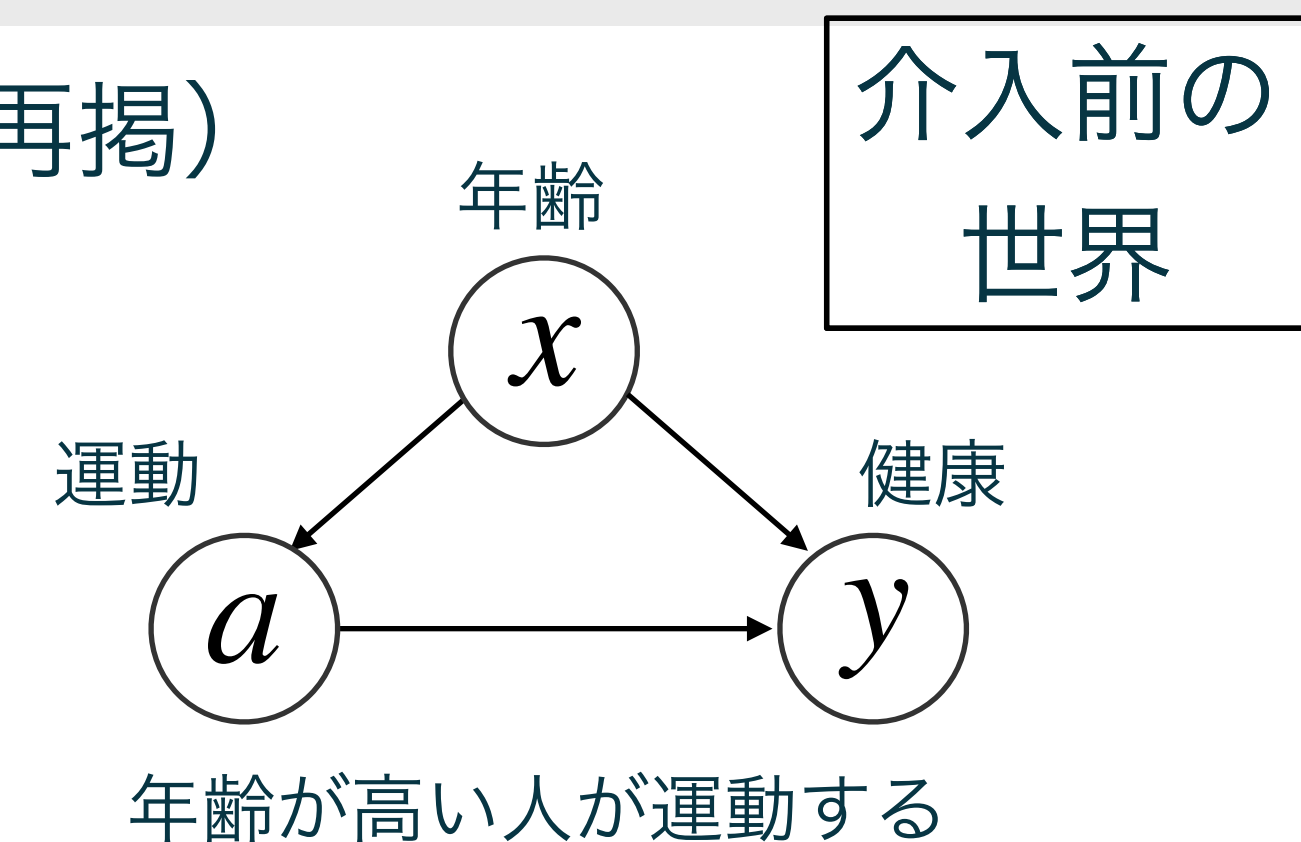 再掲）
介入前の
世界
年齢
x
運動
健康
a
y
年齢が高い人が運動する